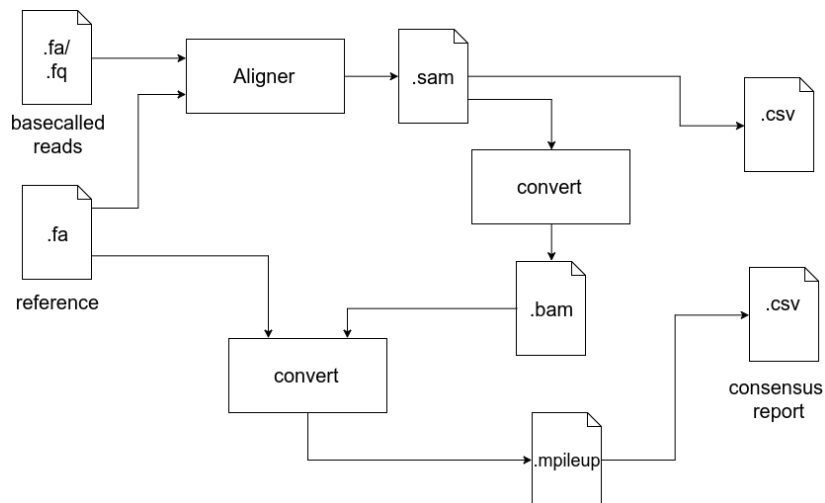 .fa/
.fq
basecalled
reads
Aligner
.sam
.csv
convert
.fa
reference
.bam
convert
.csv
consensus
report
.mpileup